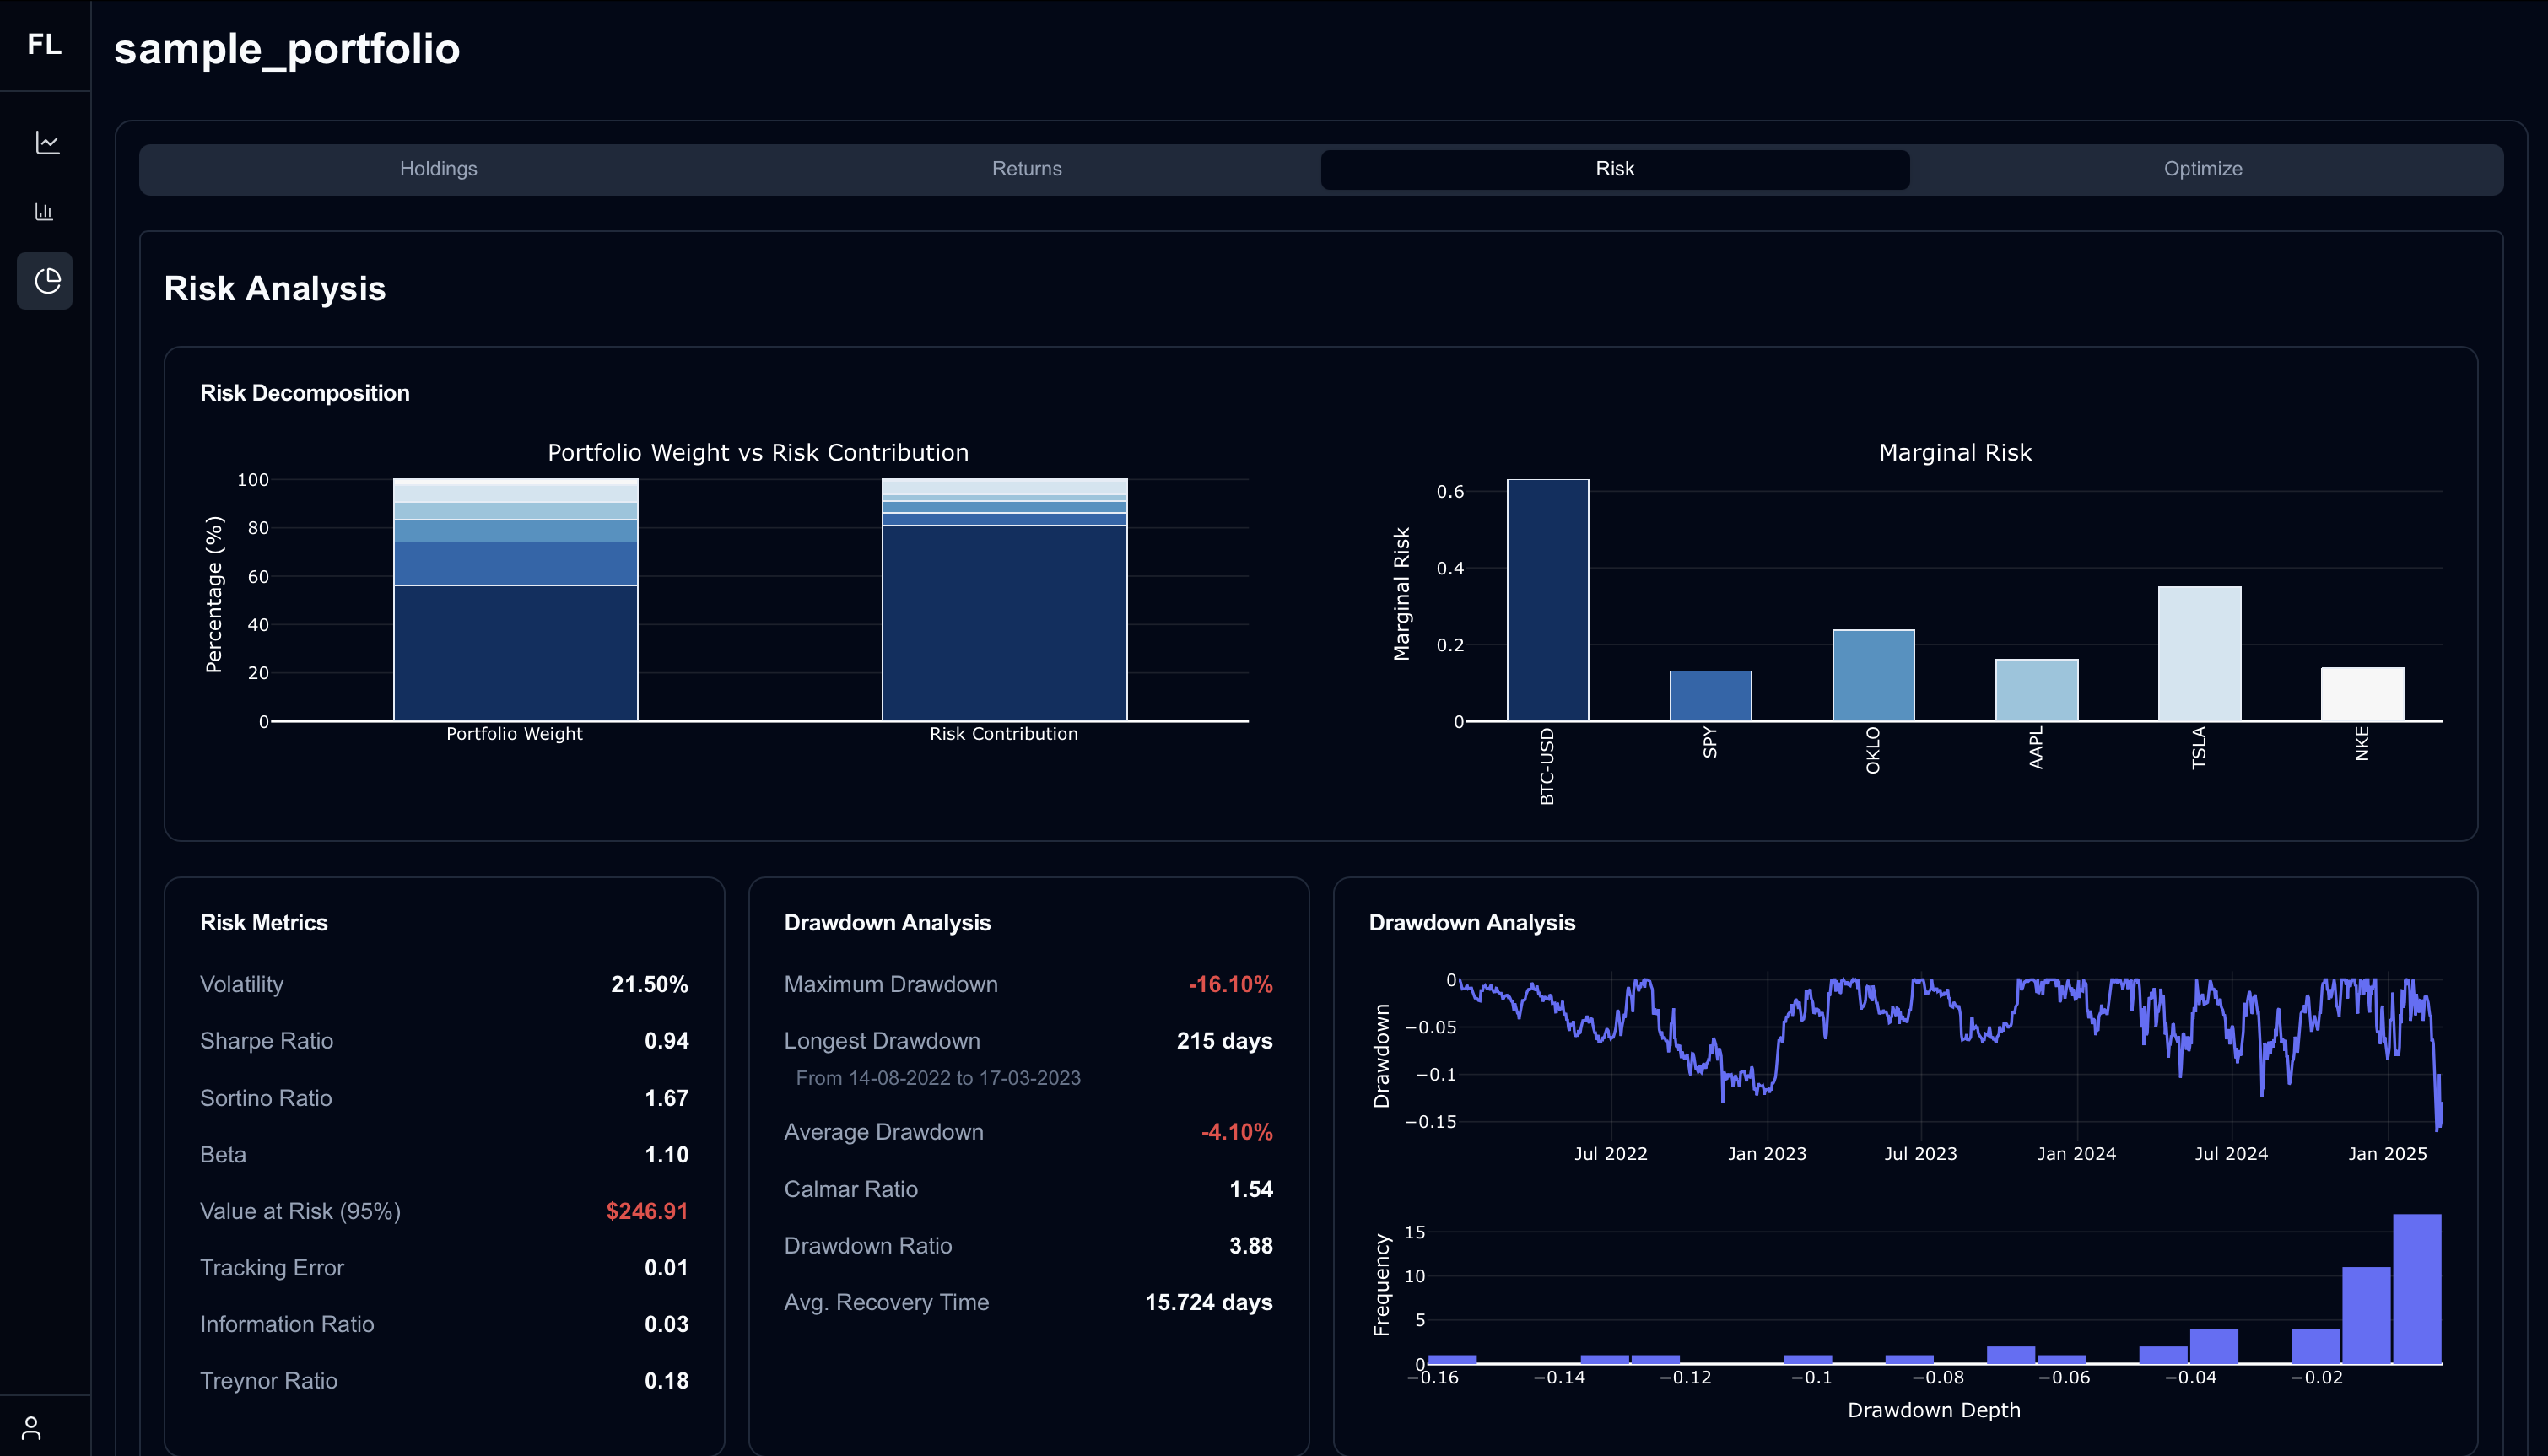 FL
sample_portfolio
Holdings
Returns
Risk
Optimize
Risk Analysis
Risk Decomposition
Portfolio Weight vs Risk Contribution
Percentage (%)
100
80
60
40
20
0
Portfolio Weight
Risk Contribution
Marginal Risk
Marginal Risk
0.6
0.4
0.2
0
BTC-USD
SPY
OKLO
AAPL
TSLA
NKE
Risk Metrics
Volatility 21.50%
Sharpe Ratio 0.94
Sortino Ratio 1.67
Beta 1.10
Value at Risk (95%) $246.91
Tracking Error 0.01
Information Ratio 0.03
Treynor Ratio 0.18
Drawdown Analysis
Maximum Drawdown -16.10%
Longest Drawdown 215 days
From 14-08-2022 to 17-03-2023
Average Drawdown -4.10%
Calmar Ratio 1.54
Drawdown Ratio 3.88
Avg. Recovery Time 15.724 days
Drawdown Analysis
Drawdown
0
−0.05
−0.1
−0.15
Jul 2022
Jan 2023
Jul 2023
Jan 2024
Jul 2024
Jan 2025
Frequency
15
10
5
0
−0.16
−0.14
−0.12
−0.1
−0.08
−0.06
−0.04
−0.02
Drawdown Depth